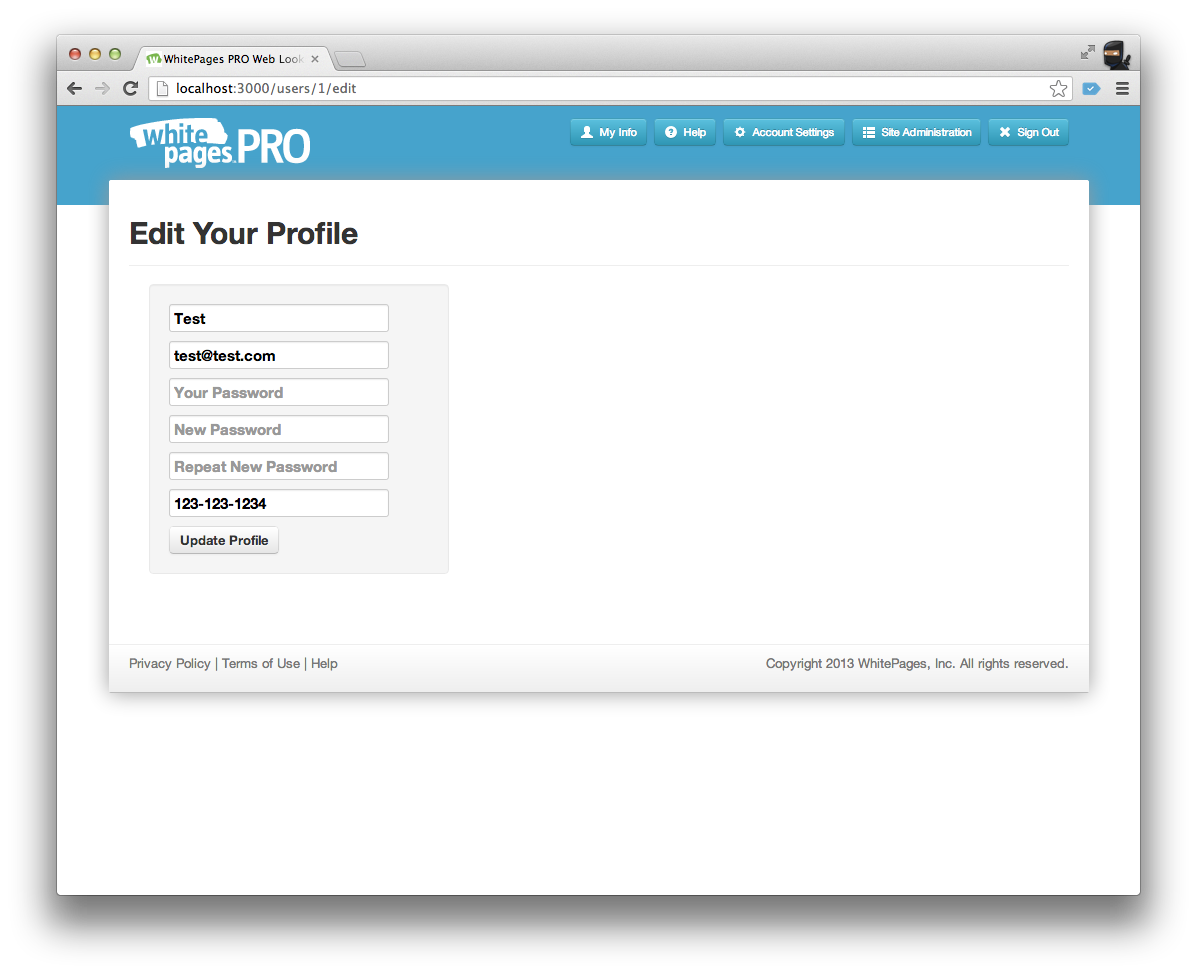 WhitePages PRO Web Look
localhost:3000/users/1/edit
white pages.PRO
My Info
Help
Account Settings
Site Administration
Sign Out
Edit Your Profile
Test
test@test.com
Your Password
New Password
Repeat New Password
123-123-1234
Update Profile
Privacy Policy | Terms of Use | Help
Copyright 2013 WhitePages, Inc. All rights reserved.